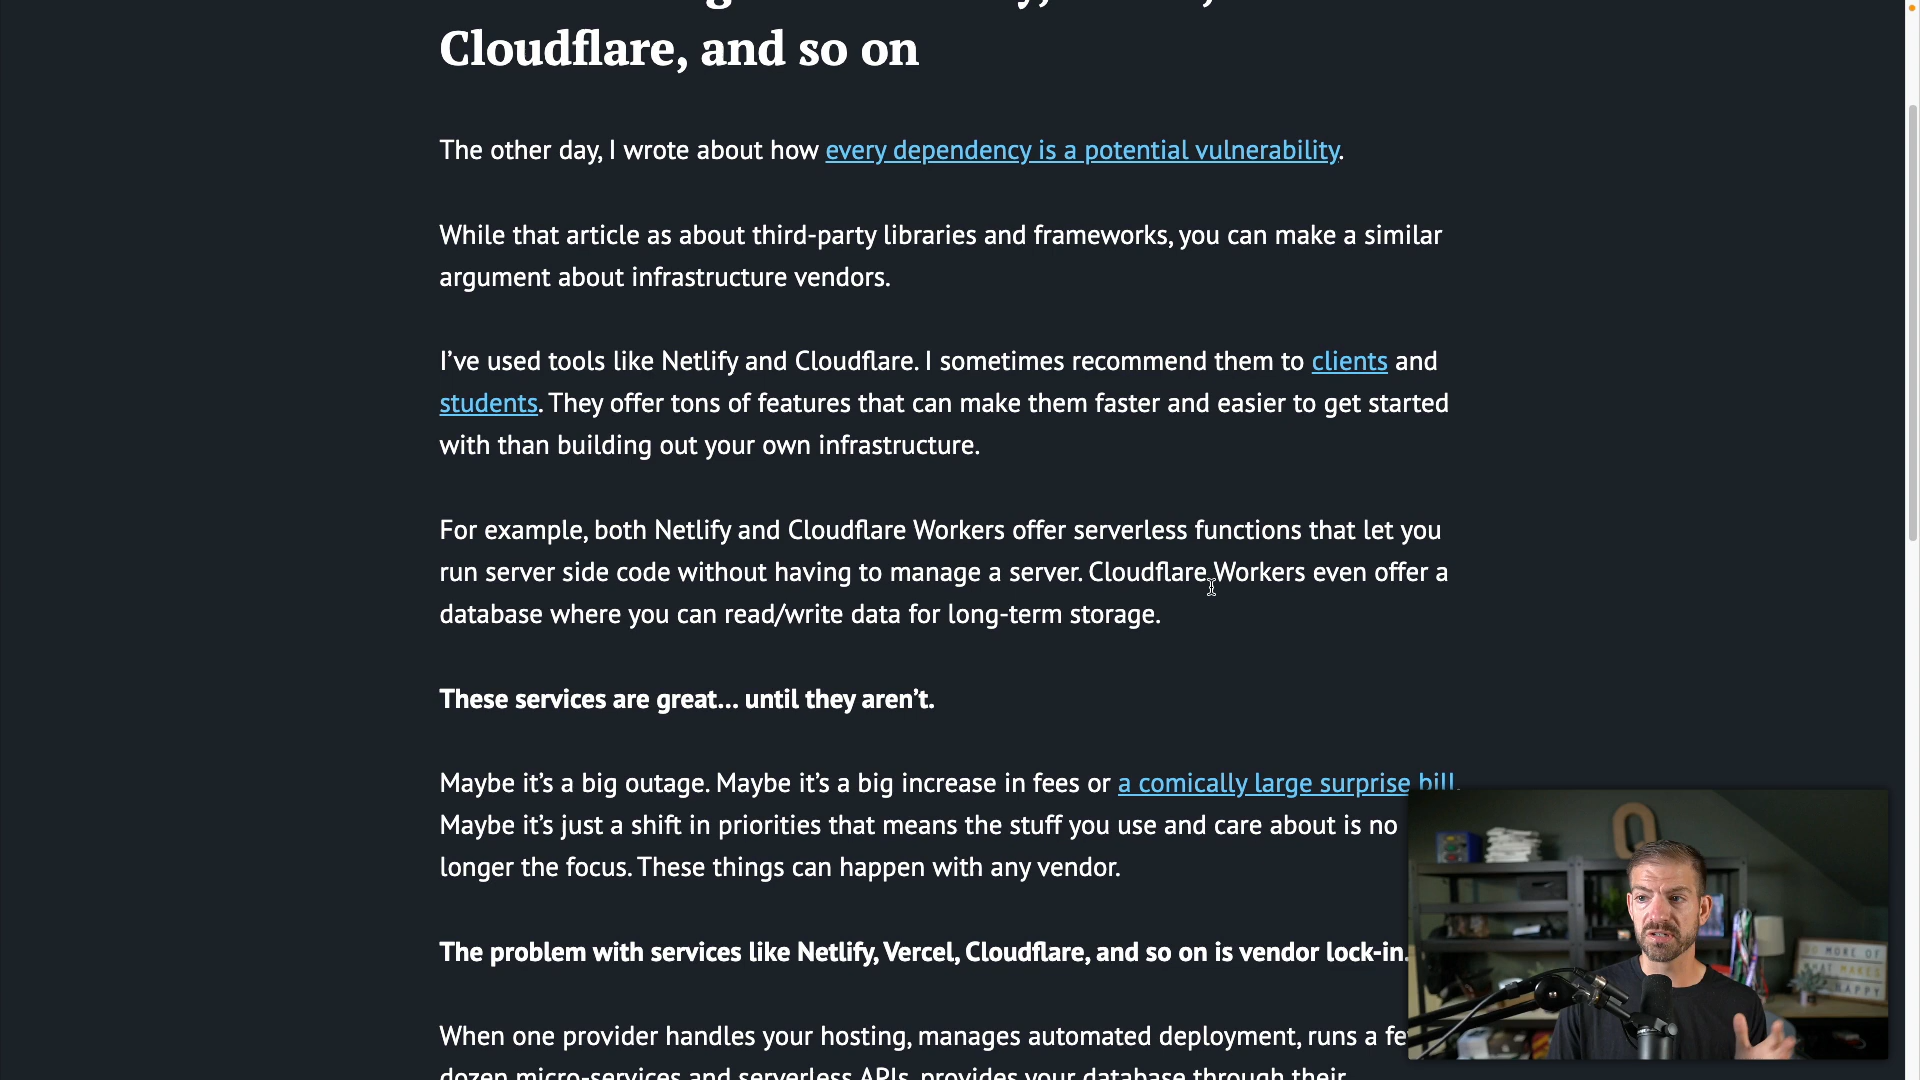 Cloudflare, and so on
The other day, I wrote about how every dependency is a potential vulnerability.
While that article as about third-party libraries and frameworks, you can make a similar
argument about infrastructure vendors.
I’ve used tools like Netlify and Cloudflare. I sometimes recommend them to clients and
students. They offer tons of features that can make them faster and easier to get started
with than building out your own infrastructure.
For example, both Netlify and Cloudflare Workers offer serverless functions that let you
run server side code without having to manage a server. Cloudflare Workers even offer a
database where you can read/write data for long-term storage.
These services are great… until they aren’t.
Maybe it’s a big outage. Maybe it’s a big increase in fees or a comically large surprise bill.
Maybe it’s just a shift in priorities that means the stuff you use and care about is no
longer the focus. These things can happen with any vendor.
The problem with services like Netlify, Vercel, Cloudflare, and so on is vendor lock-in.
When one provider handles your hosting, manages automated deployment, runs a
dozen micro-services and serverless APIs, provides your database through their
DO MORE OF
WHAT MAKES
HAPPY